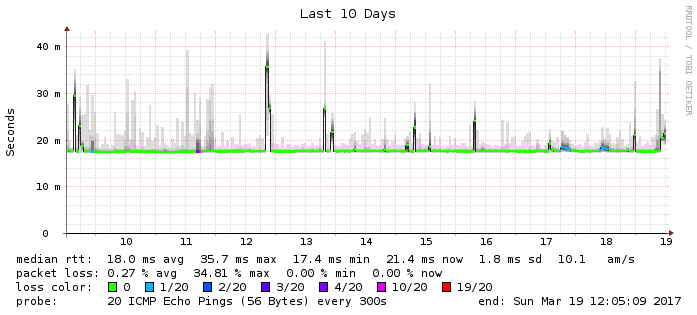 Last 10 Days
RRDTOOL / TOBI OETIKER
Seconds
40 m
30 m
20 m
10 m
0
10 11 12 13 14 15 16 17 18 19
median rtt: 18.0 ms avg 35.7 ms max 17.4 ms min 21.4 ms now 1.8 ms sd 10.1 am/s
packet loss: 0.27 % avg 34.81 % max 0.00 % min 0.00 % now
loss color: 0 1/20 2/20 3/20 4/20 10/20 19/20
probe: 20 ICMP Echo Pings (56 Bytes) every 300s end: Sun Mar 19 12:05:09 2017